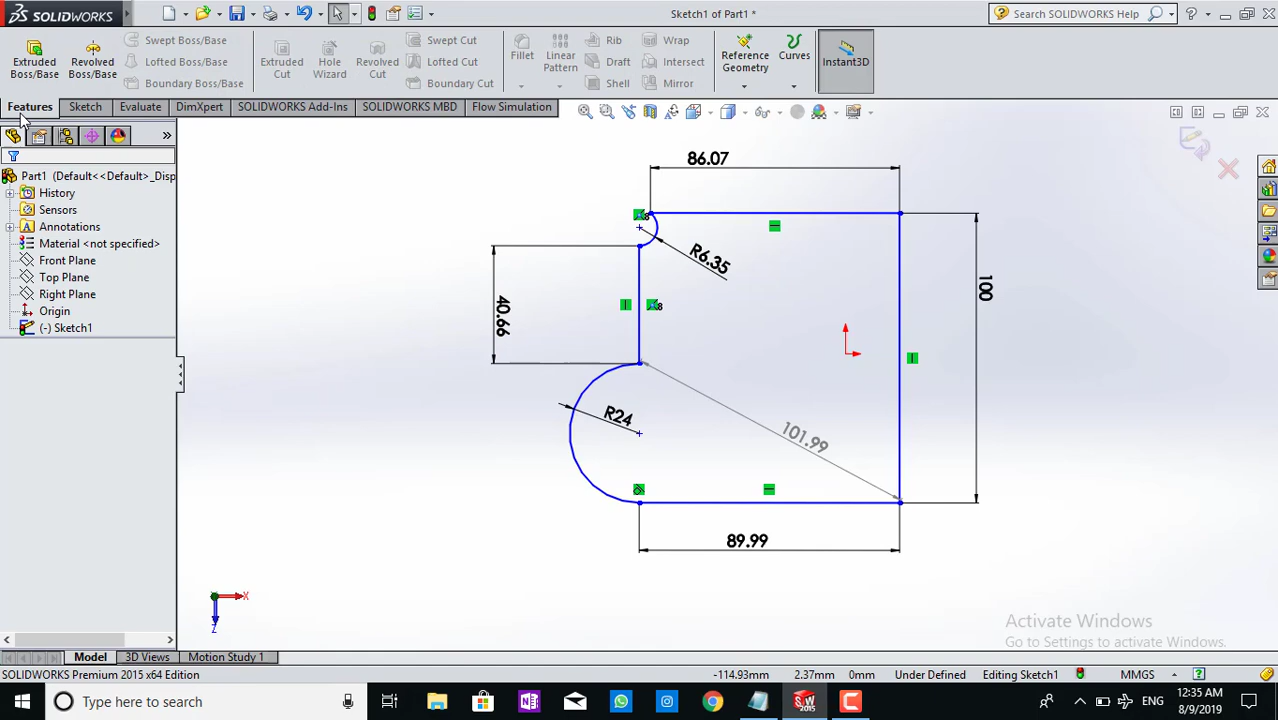 SOLIDWORKS
Sketch1 of Part1 *
Search SOLIDWORKS Help
Extruded Boss/Base
Revolved Boss/Base
Swept Boss/Base
Lofted Boss/Base
Boundary Boss/Base
Extruded Cut
Hole Wizard
Revolved Cut
Swept Cut
Lofted Cut
Boundary Cut
Fillet
Linear Pattern
Rib
Draft
Shell
Wrap
Intersect
Mirror
Reference Geometry
Curves
Instant3D
Features
Sketch
Evaluate
DimXpert
SOLIDWORKS Add-Ins
SOLIDWORKS MBD
Flow Simulation
Part1 (Default<<Default>_Disp
History
Sensors
Annotations
Material <not specified>
Front Plane
Top Plane
Right Plane
Origin
(-) Sketch1
86.07
R6.35
40.66
100
R24
101.99
89.99
X
Z
Activate Windows
Go to Settings to activate Windows.
Model
3D Views
Motion Study 1
SOLIDWORKS Premium 2015 x64 Edition
-114.93mm
2.37mm
0mm
Under Defined
Editing Sketch1
MMGS
Type here to search
ENG
12:35 AM
8/9/2019